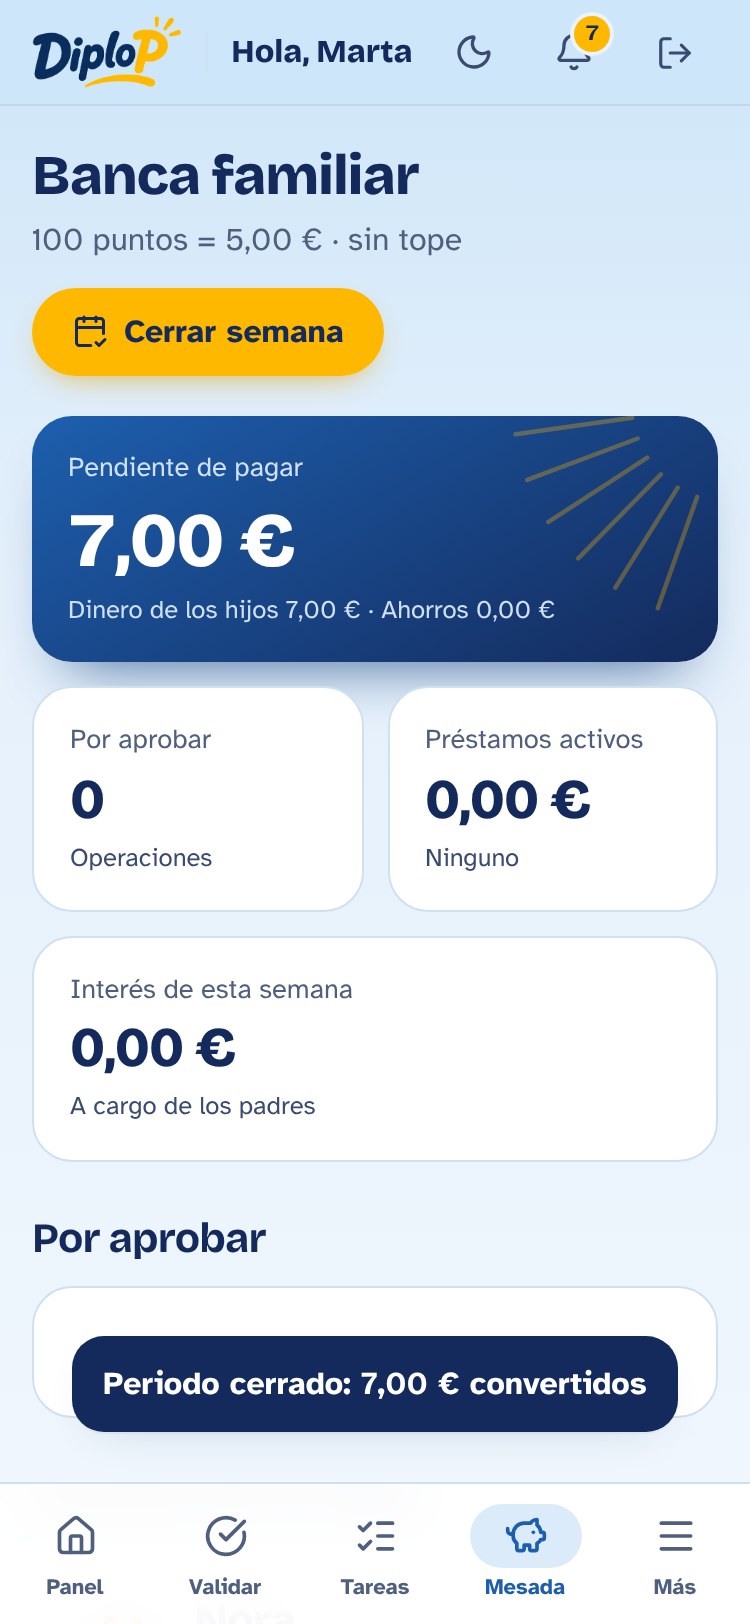 DiploP
Hola, Marta
7
Banca familiar
100 puntos = 5,00 € · sin tope
Cerrar semana
Pendiente de pagar
7,00 €
Dinero de los hijos 7,00 € · Ahorros 0,00 €
Por aprobar
0
Operaciones
Préstamos activos
0,00 €
Ninguno
Interés de esta semana
0,00 €
A cargo de los padres
Por aprobar
Periodo cerrado: 7,00 € convertidos
Panel
Validar
Tareas
Mesada
Más
Nora